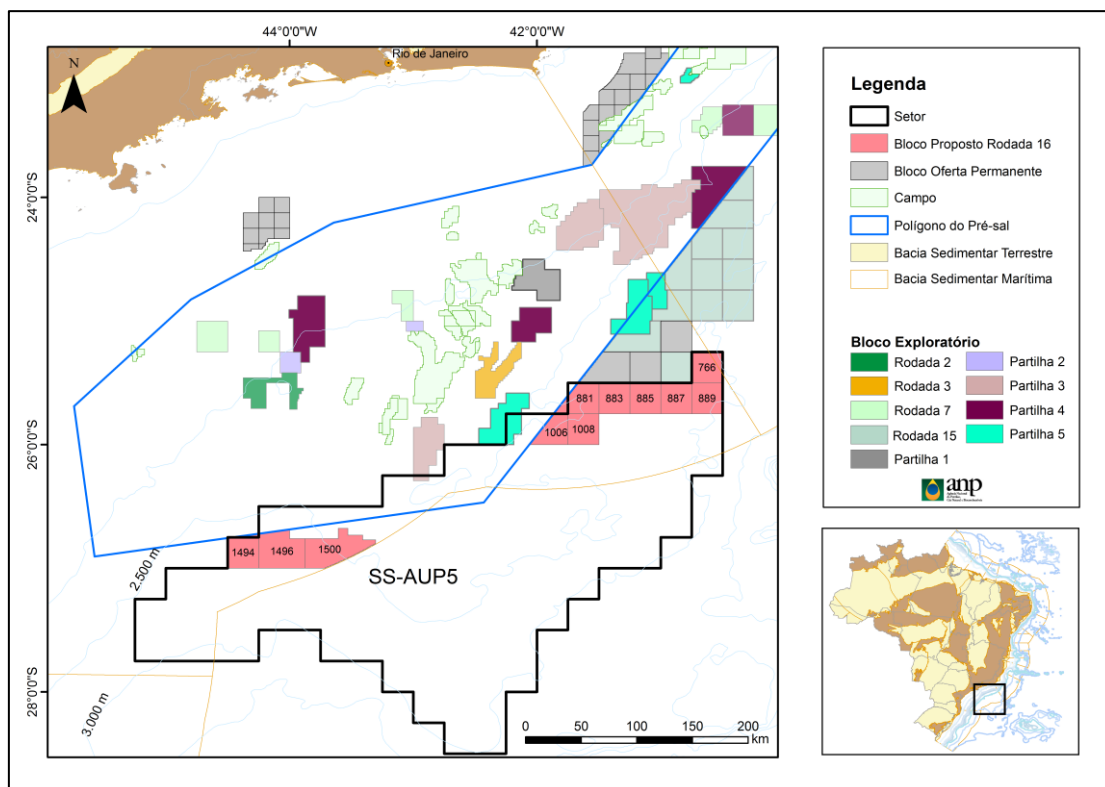 44°0'0"W
42°0'0"W
Rio de Janeiro
N
24°0'0"S
26°0'0"S
28°0'0"S
766
881
883
885
887
889
1006
1008
1494
1496
1500
SS-AUP5
2.500 m
3.000 m
0 50 100 150 200
km
Legenda
Setor
Bloco Proposto Rodada 16
Bloco Oferta Permanente
Campo
Polígono do Pré-sal
Bacia Sedimentar Terrestre
Bacia Sedimentar Marítima
Bloco Exploratório
Rodada 2
Rodada 3
Rodada 7
Rodada 15
Partilha 1
Partilha 2
Partilha 3
Partilha 4
Partilha 5
anp